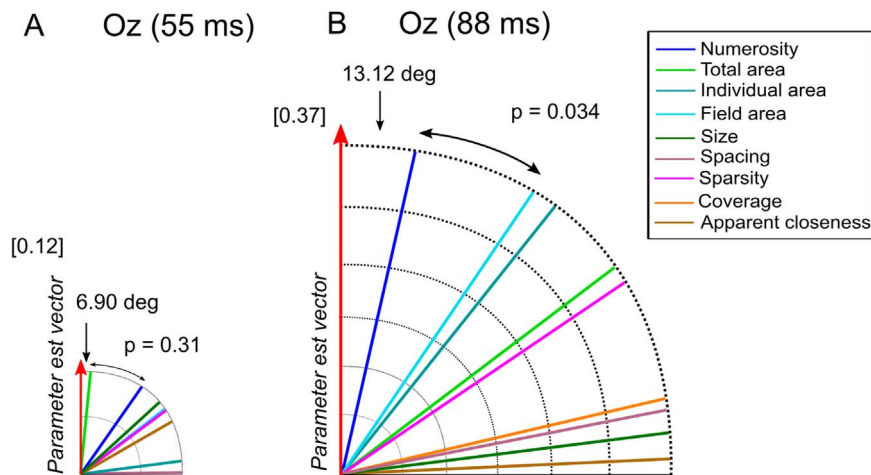 A Oz (55 ms)
B Oz (88 ms)
13.12 deg
[0.37]
p = 0.034
Parameter est vector
[0.12]
6.90 deg
p = 0.31
Parameter est vector
Numerosity
Total area
Individual area
Field area
Size
Spacing
Sparsity
Coverage
Apparent closeness